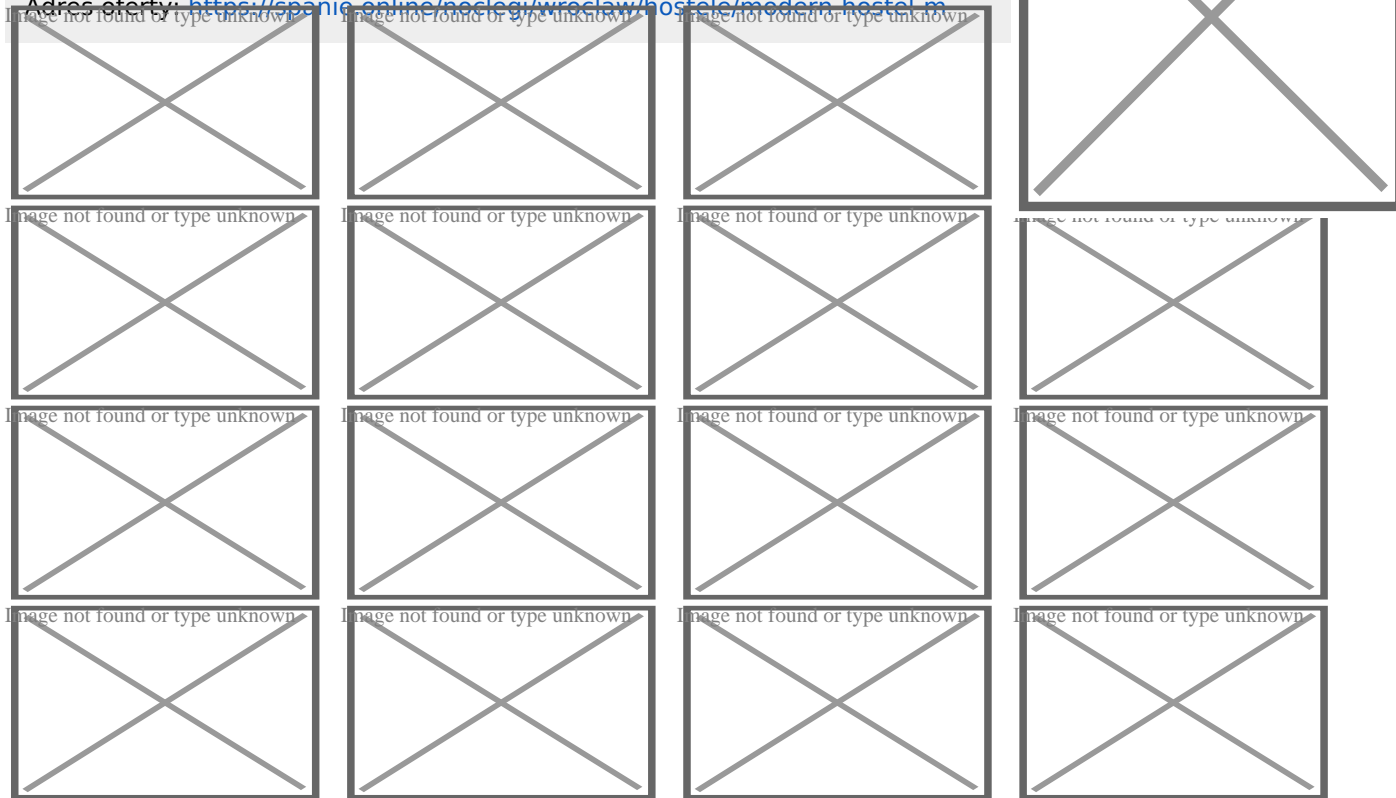 Adres oferty: https://spanie.online/noclegi/wroclaw/hostele/modern-hostel-m
Image not found or type unknown Image not found or type unknown Image not found or type unknown
Image not found or type unknown Image not found or type unknown Image not found or type unknown Image not found or type unknown
Image not found or type unknown Image not found or type unknown Image not found or type unknown Image not found or type unknown
Image not found or type unknown Image not found or type unknown Image not found or type unknown Image not found or type unknown